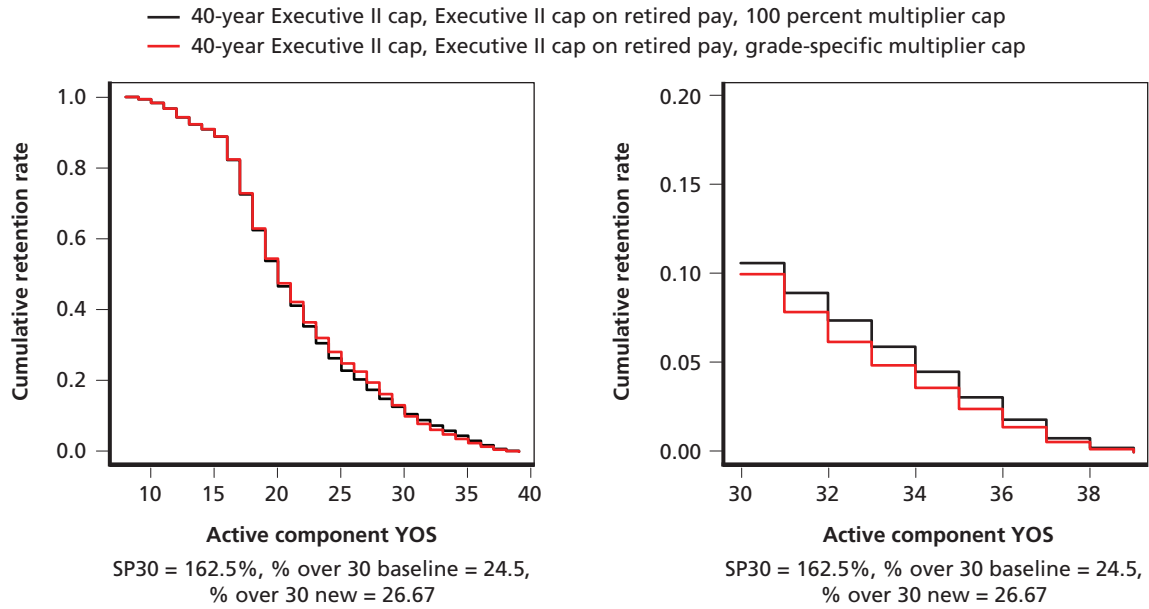 40-year Executive II cap, Executive II cap on retired pay, 100 percent multiplier cap
40-year Executive II cap, Executive II cap on retired pay, grade-specific multiplier cap
Cumulative retention rate
1.0
0.8
0.6
0.4
0.2
0.0
10 15 20 25 30 35 40
Active component YOS
SP30 = 162.5%, % over 30 baseline = 24.5,
% over 30 new = 26.67
Cumulative retention rate
0.20
0.15
0.10
0.05
0.00
30 32 34 36 38
Active component YOS
SP30 = 162.5%, % over 30 baseline = 24.5,
% over 30 new = 26.67